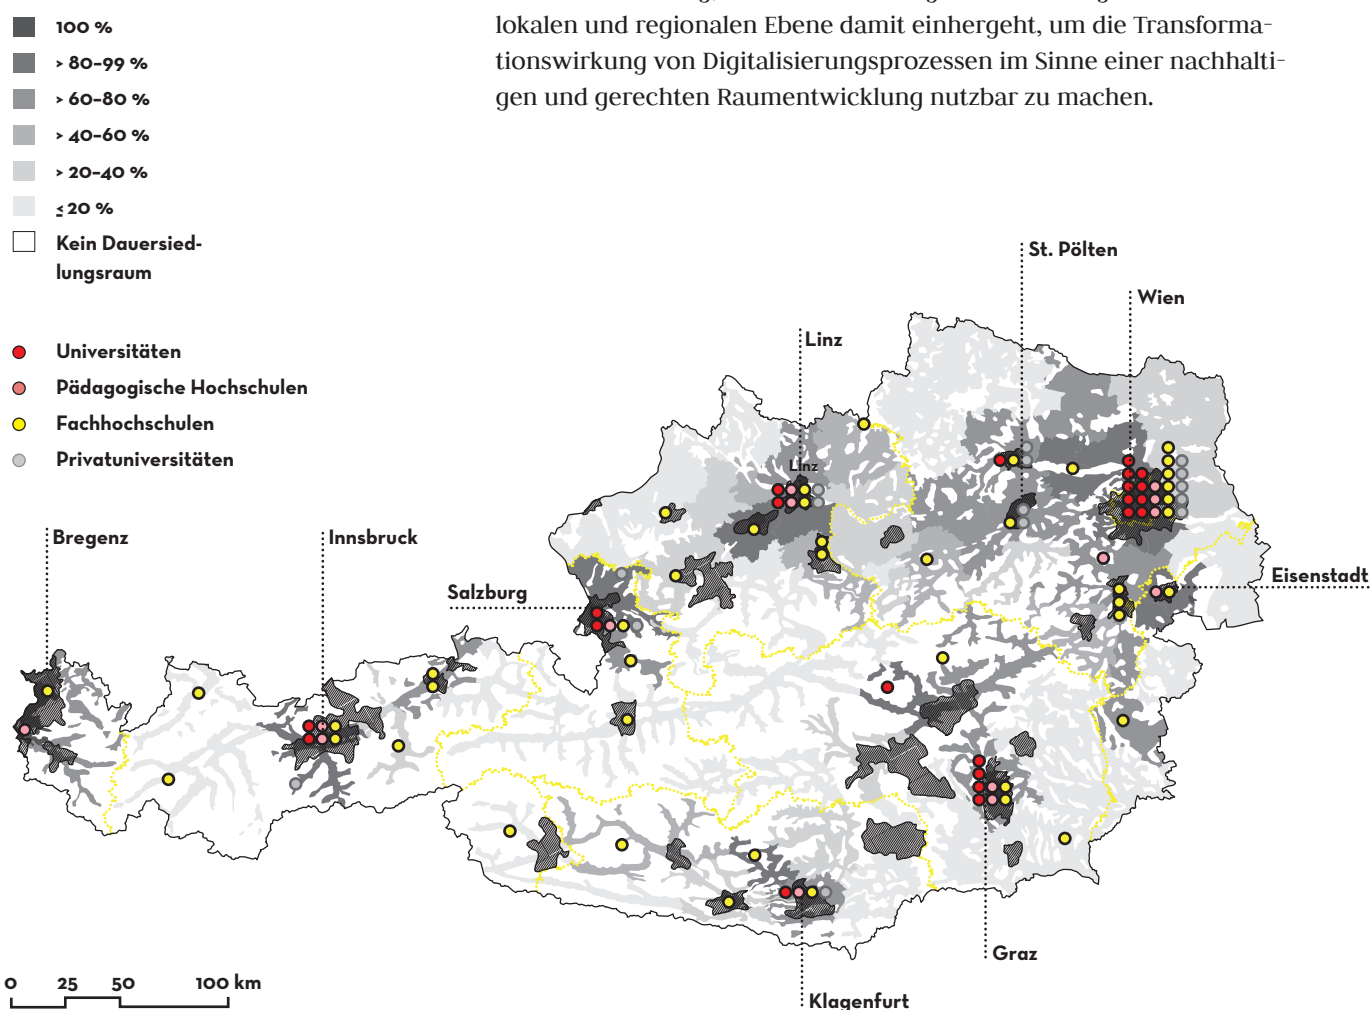 lokalen und regionalen Ebene damit einhergeht, um die Transforma-
tionswirkung von Digitalisierungsprozessen im Sinne einer nachhalti-
gen und gerechten Raumentwicklung nutzbar zu machen.
100 %
> 80–99 %
> 60–80 %
> 40–60 %
> 20–40 %
≤ 20 %
Kein Dauersied-
lungsraum
Universitäten
Pädagogische Hochschulen
Fachhochschulen
Privatuniversitäten
St. Pölten
Wien
Linz
Linz
Bregenz
Innsbruck
Salzburg
Eisenstadt
Graz
Klagenfurt
0 25 50 100 km